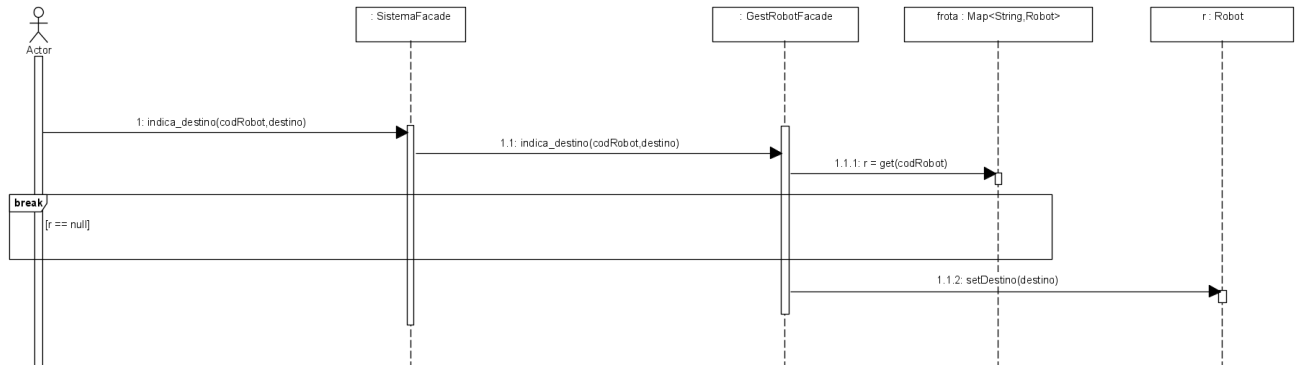 : SistemaFacade
: GestRobotFacade
frota : Map<String,Robot>
r : Robot
Actor
1: indica_destino(codRobot,destino)
1.1: indica_destino(codRobot,destino)
1.1.1: r = get(codRobot)
break
[r == null]
1.1.2: setDestino(destino)